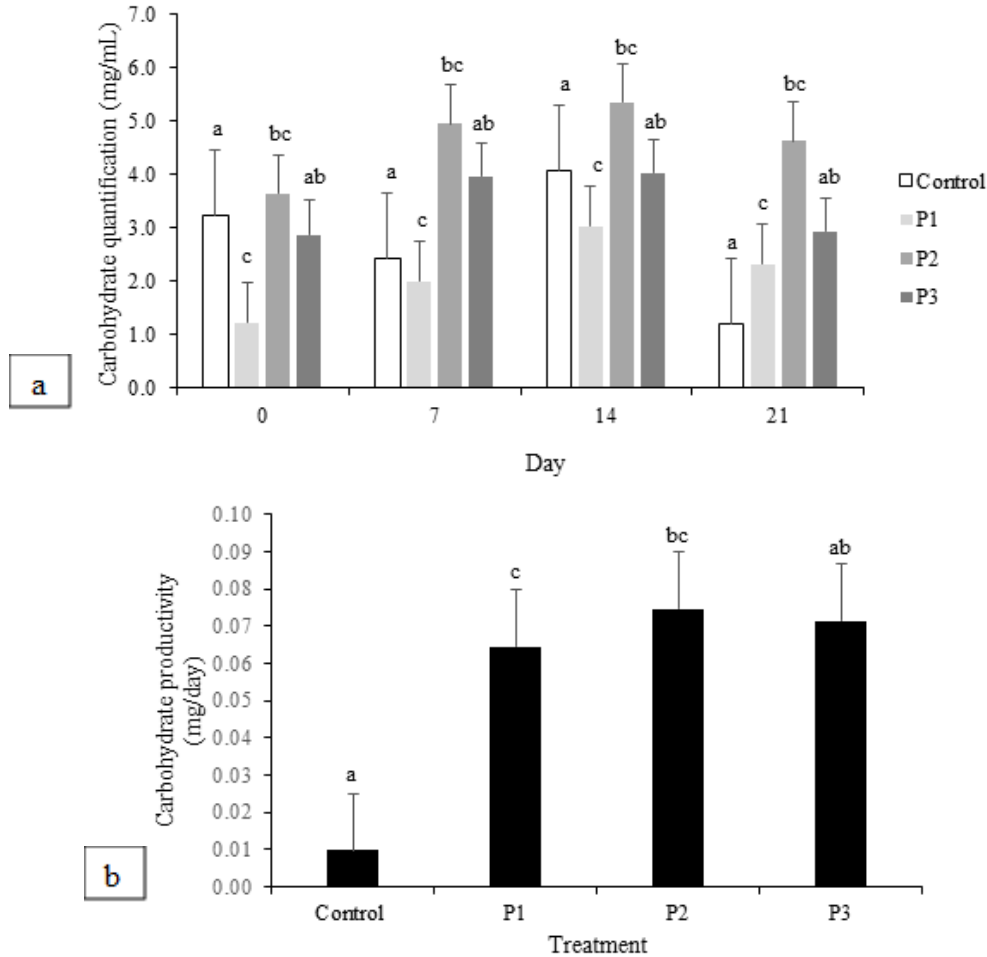 7.0
6.0
5.0
4.0
3.0
2.0
1.0
0.0
Carbohydrate quantification (mg/mL)
a
c
bc
ab
a
c
bc
ab
a
c
bc
ab
a
c
bc
ab
0
7
14
21
Day
Control
P1
P2
P3
a
0.10
0.09
0.08
0.07
0.06
0.05
0.04
0.03
0.02
0.01
0.00
Carbohydrate productivity
(mg/day)
a
c
bc
ab
Control
P1
P2
P3
Treatment
b